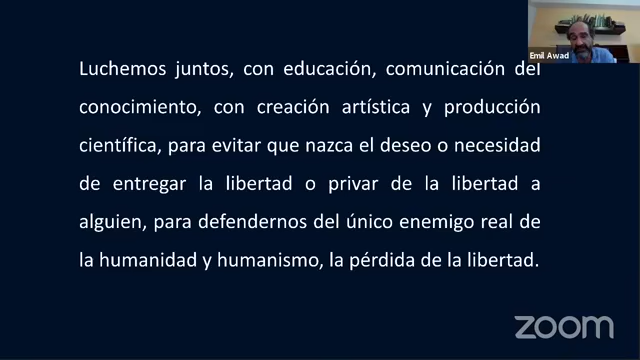 Emil Awad
Luchemos juntos, con educación, comunicación del
conocimiento, con creación artística y producción
científica, para evitar que nazca el deseo o necesidad
de entregar la libertad o privar de la libertad a
alguien, para defendernos del único enemigo real de
la humanidad y humanismo, la pérdida de la libertad.
zoom